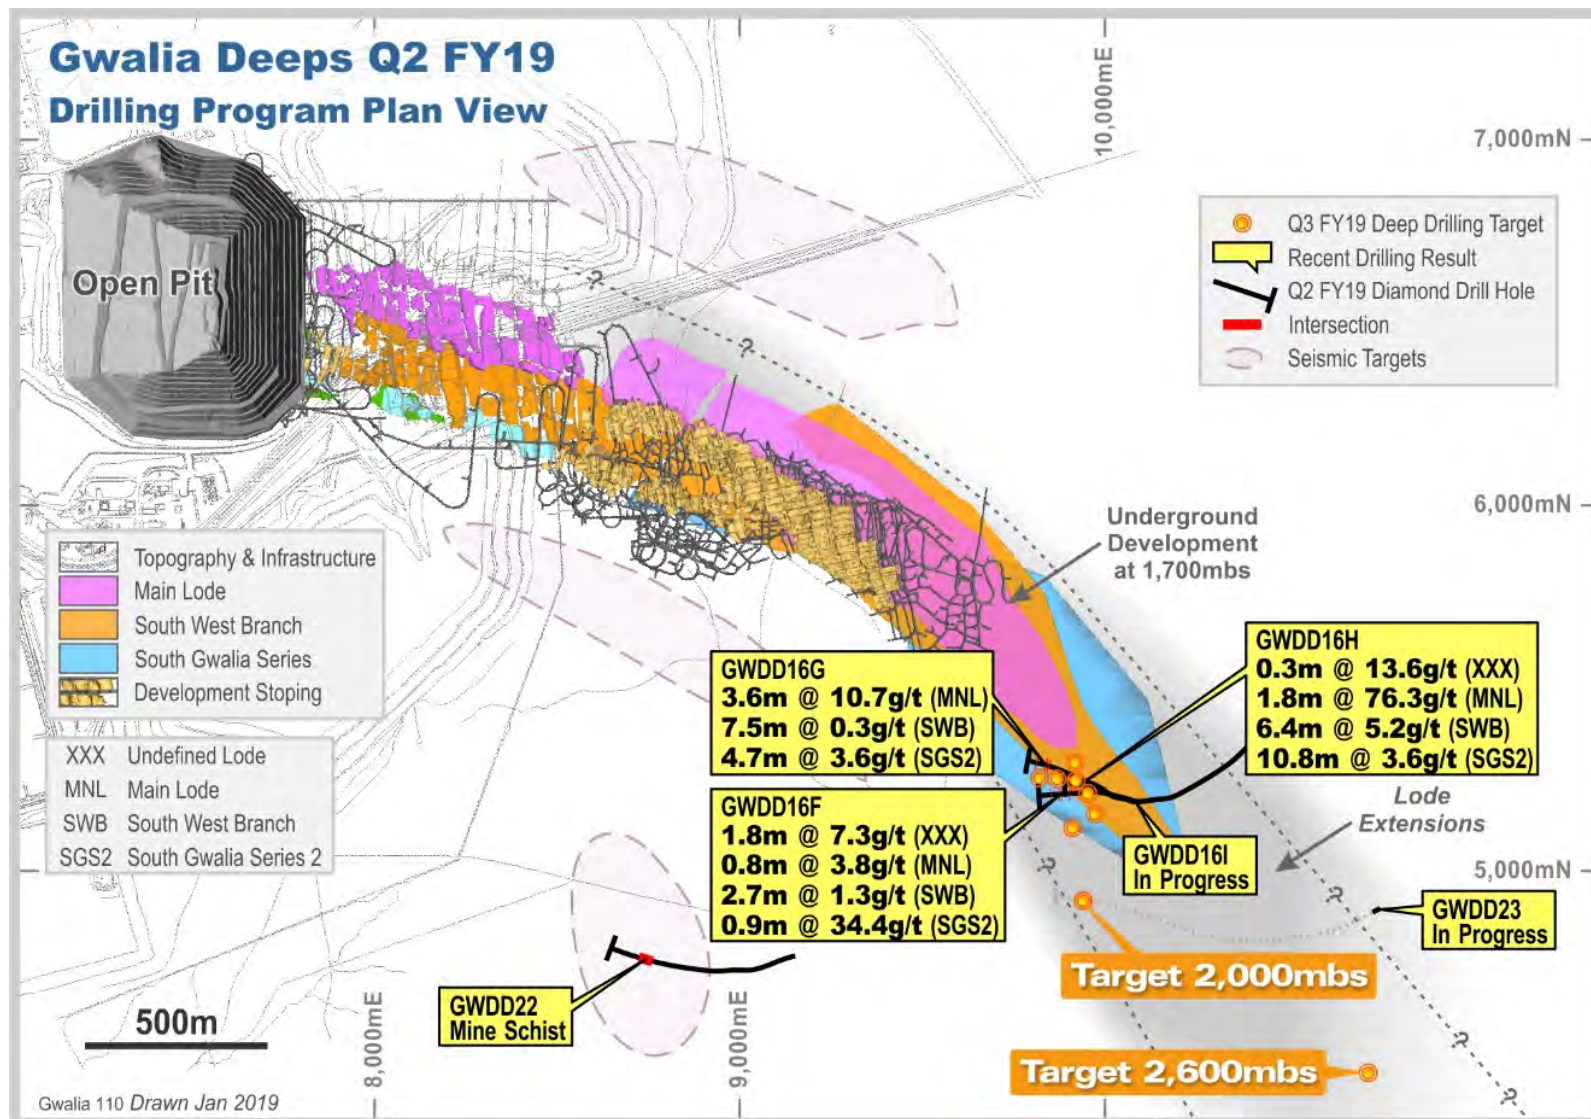 Gwalia Deeps Q2 FY19
Drilling Program Plan View
10,000mE
7,000mN
Q3 FY19 Deep Drilling Target
Recent Drilling Result
Q2 FY19 Diamond Drill Hole
Intersection
Seismic Targets
Open Pit
?
?
6,000mN
Underground
Development
at 1,700mbs
Topography & Infrastructure
Main Lode
South West Branch
South Gwalia Series
Development Stoping
XXX Undefined Lode
MNL Main Lode
SWB South West Branch
SGS2 South Gwalia Series 2
GWDD16G
3.6m @ 10.7g/t (MNL)
7.5m @ 0.3g/t (SWB)
4.7m @ 3.6g/t (SGS2)
GWDD16H
0.3m @ 13.6g/t (XXX)
1.8m @ 76.3g/t (MNL)
6.4m @ 5.2g/t (SWB)
10.8m @ 3.6g/t (SGS2)
?
GWDD16F
1.8m @ 7.3g/t (XXX)
0.8m @ 3.8g/t (MNL)
2.7m @ 1.3g/t (SWB)
0.9m @ 34.4g/t (SGS2)
Lode
Extensions
GWDD16I
In Progress
5,000mN
?
?
GWDD23
In Progress
Target 2,000mbs
GWDD22
Mine Schist
500m
8,000mE
9,000mE
?
?
Target 2,600mbs
?
Gwalia 110 Drawn Jan 2019